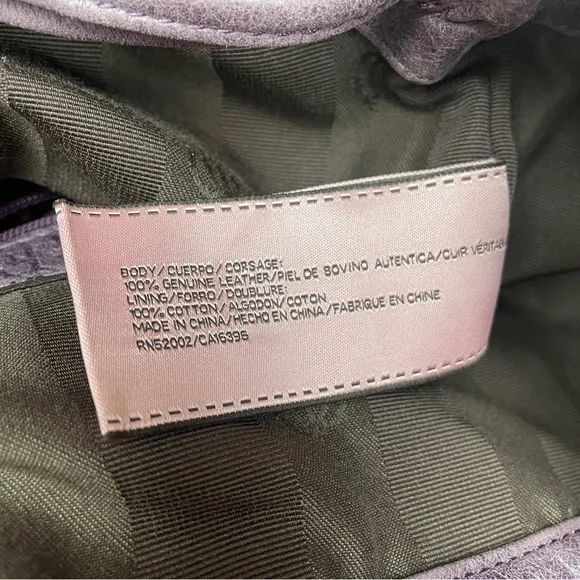 BODY/CUERPO/CORSAGE:
100% GENUINE LEATHER/PIEL DE BOVINO AUTENTICA/CUIR
LINING/FORRO/DOUBLURE:
100% COTTON/ALGODON/COTON
MADE IN CHINA/HECHO EN CHINA/FABRIQUE EN CHINE
RN52002/CA16396